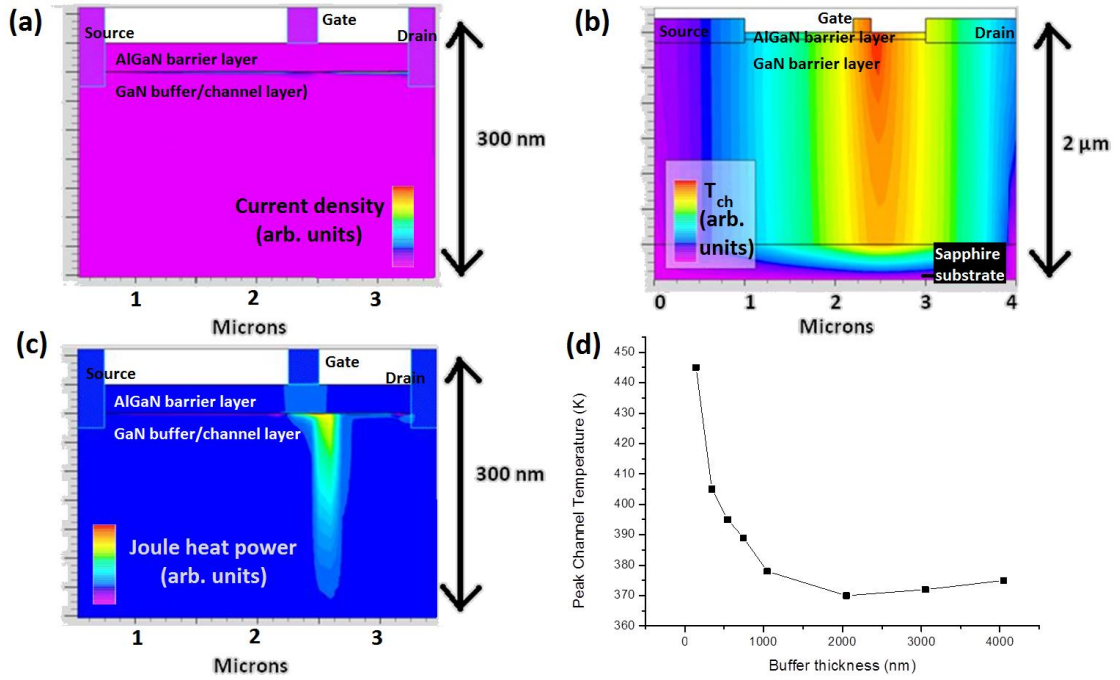 (a)
Gate
Source
Drain
AlGaN barrier layer
GaN buffer/channel layer)
300 nm
Current density
(arb. units)
1
2
3
Microns
(b)
Gate
Source
Drain
AlGaN barrier layer
GaN barrier layer
2 μm
Tch
(arb.
units)
Sapphire
substrate
0
1
2
3
4
Microns
(c)
Gate
Source
Drain
AlGaN barrier layer
GaN buffer/channel layer
300 nm
Joule heat power
(arb. units)
1
2
3
Microns
(d)
Peak Channel Temperature (K)
450
440
430
420
410
400
390
380
370
360
0
1000
2000
3000
4000
Buffer thickness (nm)